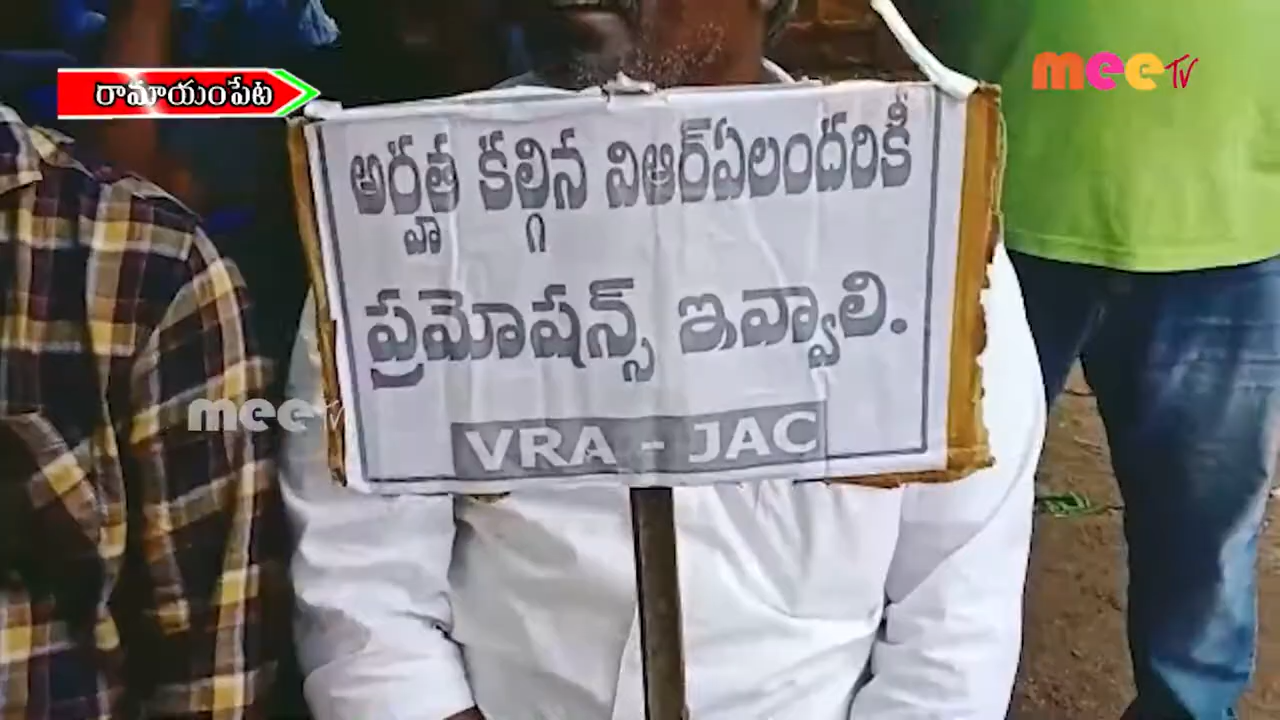 రామాయంపేట
mee TV
అర్హత కల్గిన విఆర్ఏలందరికి
ప్రమోషన్స్ ఇవ్వాలి.
mee TV
VRA - JAC